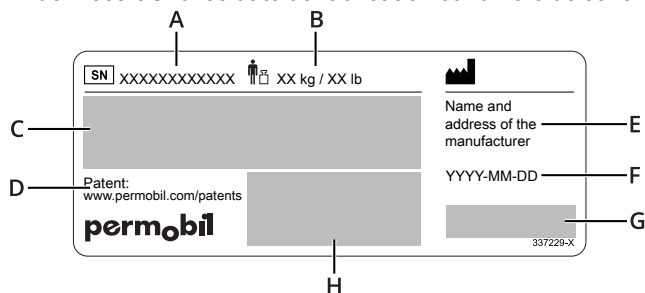 A
B
SN XXXXXXXXXXXX XX kg / XX lb
C
Name and
address of the
manufacturer
E
D
Patent:
www.permobil.com/patents
YYYY-MM-DD
F
permobil
G
337229-X
H